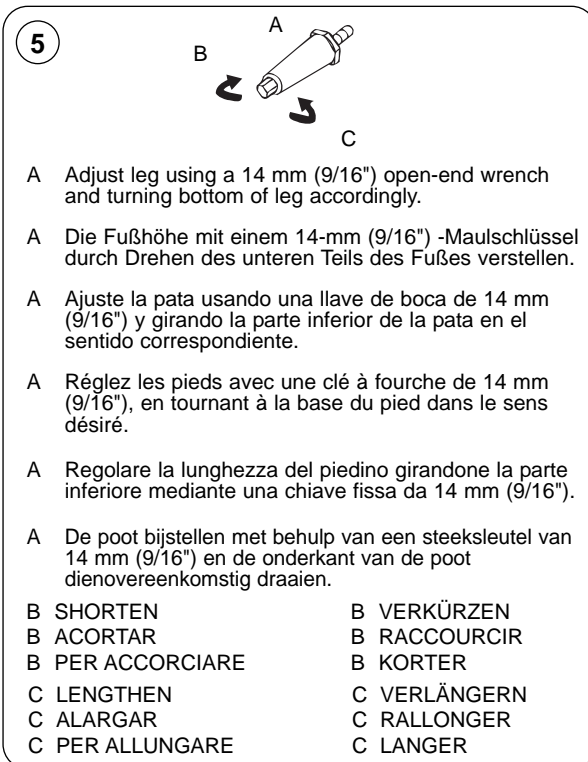 5
A
B
C
A Adjust leg using a 14 mm (9/16") open-end wrench
and turning bottom of leg accordingly.
A Die Fußhöhe mit einem 14-mm (9/16") -Maulschlüssel
durch Drehen des unteren Teils des Fußes verstellen.
A Ajuste la pata usando una llave de boca de 14 mm
(9/16") y girando la parte inferior de la pata en el
sentido correspondiente.
A Réglez les pieds avec une clé à fourche de 14 mm
(9/16"), en tournant à la base du pied dans le sens
désiré.
A Regolare la lunghezza del piedino girandone la parte
inferiore mediante una chiave fissa da 14 mm (9/16").
A De poot bijstellen met behulp van een steeksleutel van
14 mm (9/16") en de onderkant van de poot
dienovereenkomstig draaien.
B SHORTEN B VERKÜRZEN
B ACORTAR B RACCOURCIR
B PER ACCORCIARE B KORTER
C LENGTHEN C VERLÄNGERN
C ALARGAR C RALLONGER
C PER ALLUNGARE C LANGER